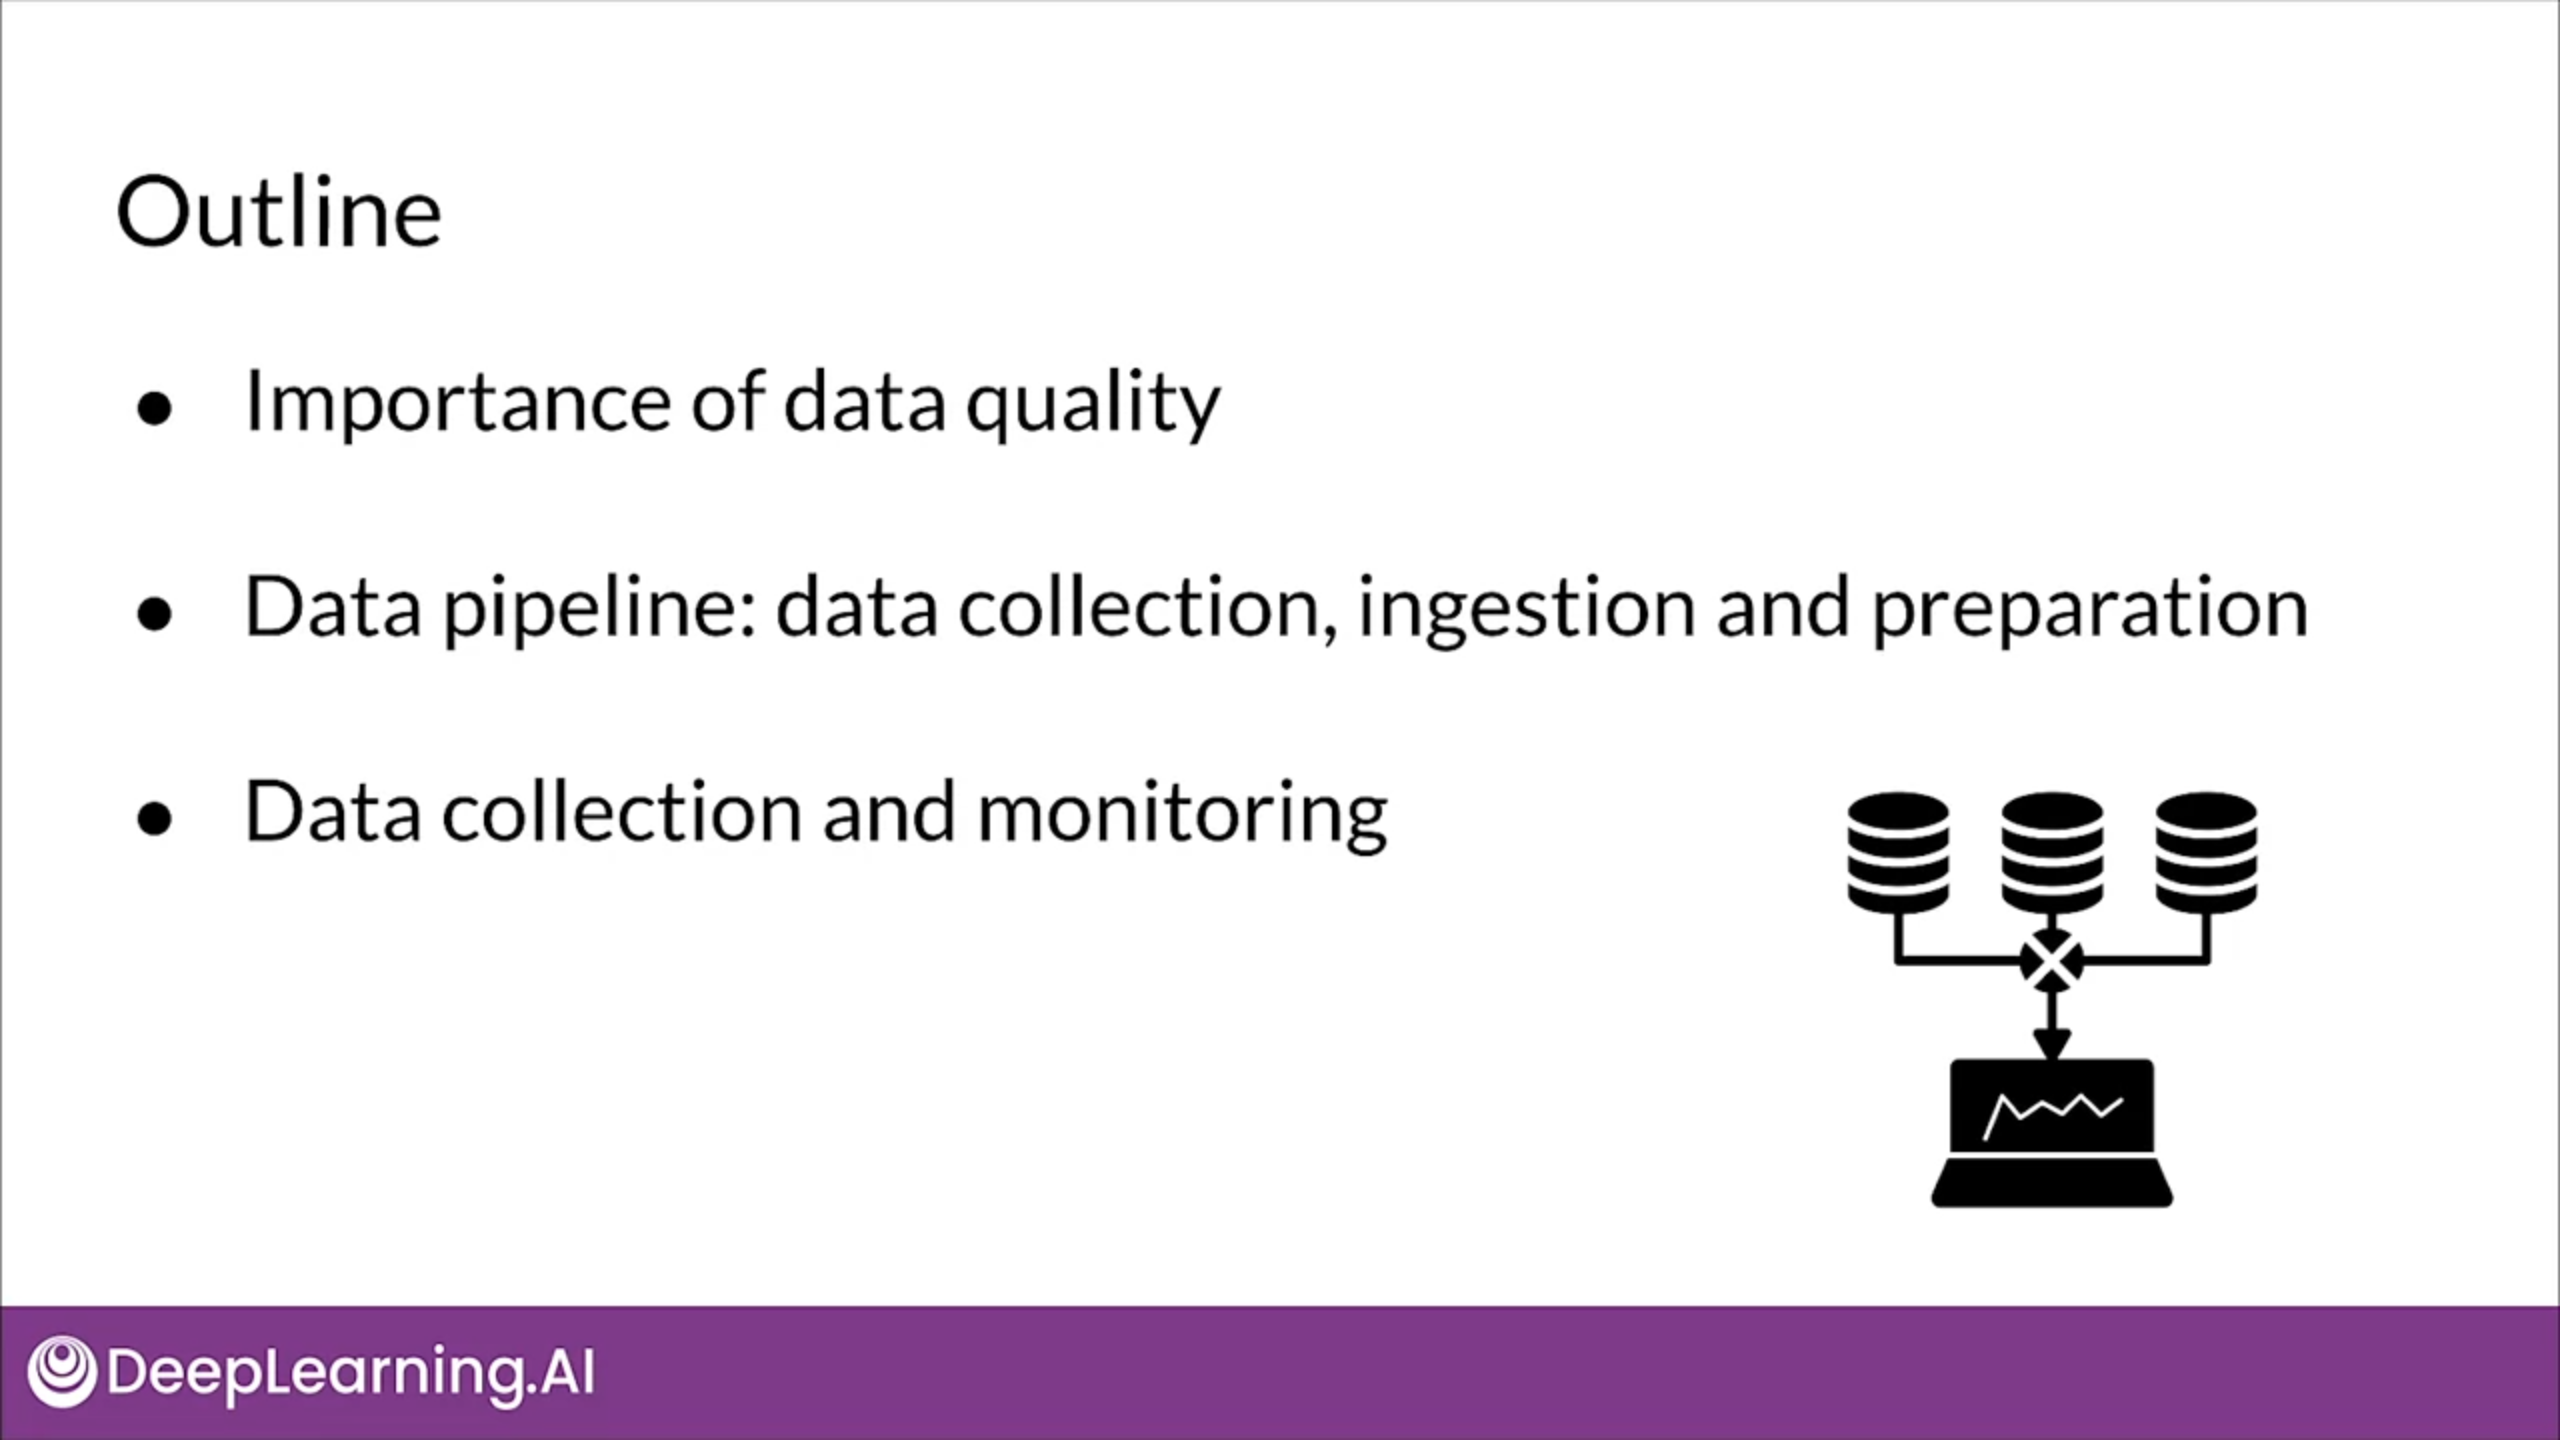 Outline
● Importance of data quality
● Data pipeline: data collection, ingestion and preparation
● Data collection and monitoring
DeepLearning.AI